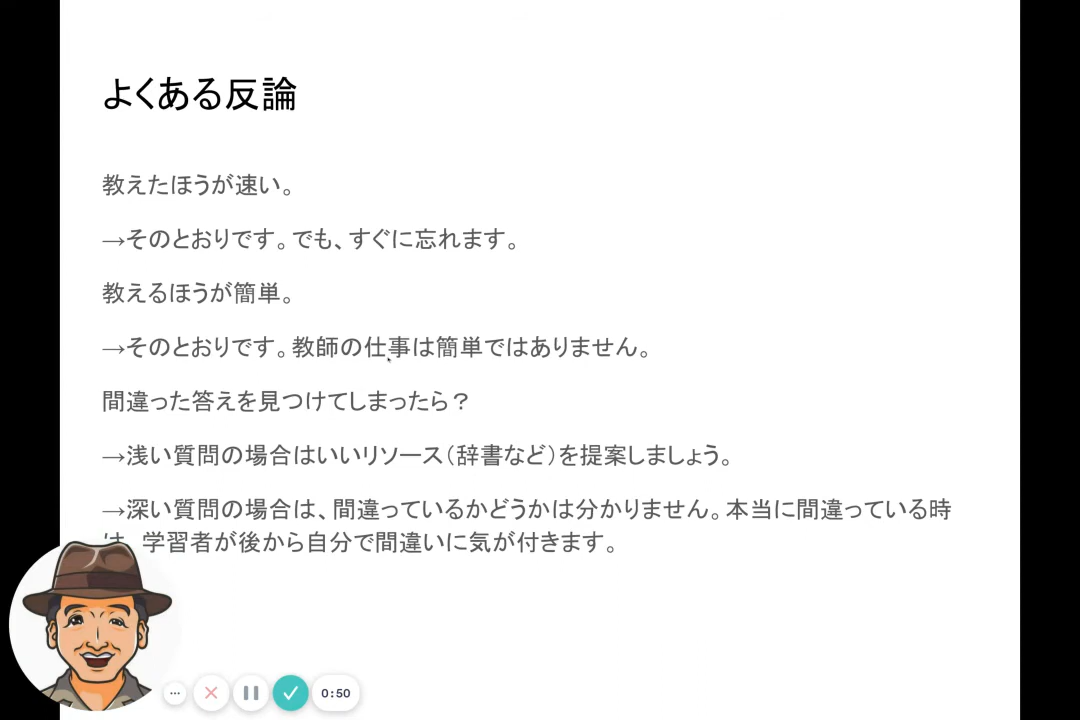 よくある反論
教えたほうが速い。
→そのとおりです。でも、すぐに忘れます。
教えるほうが簡単。
→そのとおりです。教師の仕事は簡単ではありません。
間違った答えを見つけてしまったら？
→浅い質問の場合はいいリソース（辞書など）を提案しましょう。
→深い質問の場合は、間違っているかどうかは分かりません。本当に間違っている時
は、学習者が後から自分で間違いに気が付きます。
0:50